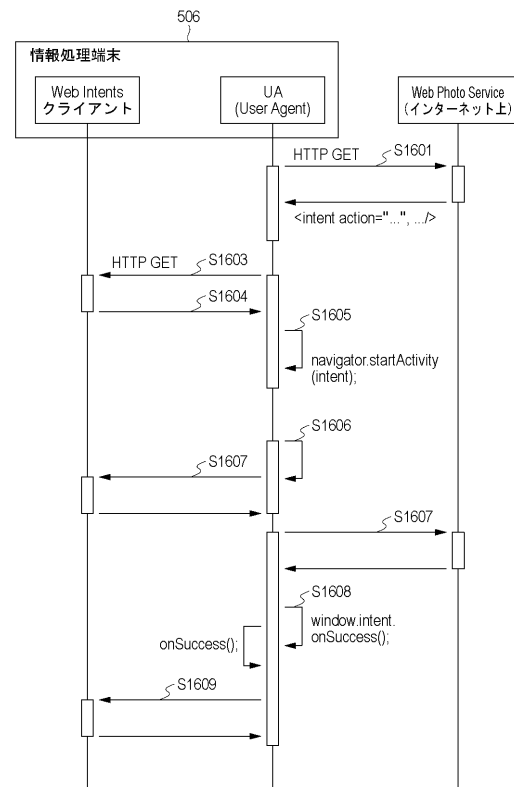 506
情報処理端末
Web Intents
クライアント
UA
(User Agent)
Web Photo Service
(インターネット上)
HTTP GET
S1601
<intent action="...", .../>
HTTP GET
S1603
S1604
S1605
navigator.startActivity
(intent);
S1606
S1607
S1607
S1608
window.intent.
onSuccess();
onSuccess();
S1609